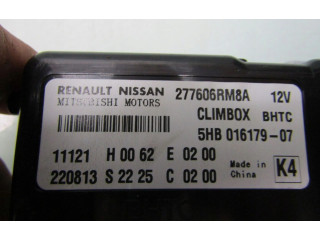 RENAULT NISSAN 277606RM8A 12V
MITSUBISHI MOTORS CLIMBOX BHTC
5HB 016179-07
11121 H 00 62 E 02 00
220813 S 22 25 C 02 00
Made in China K4